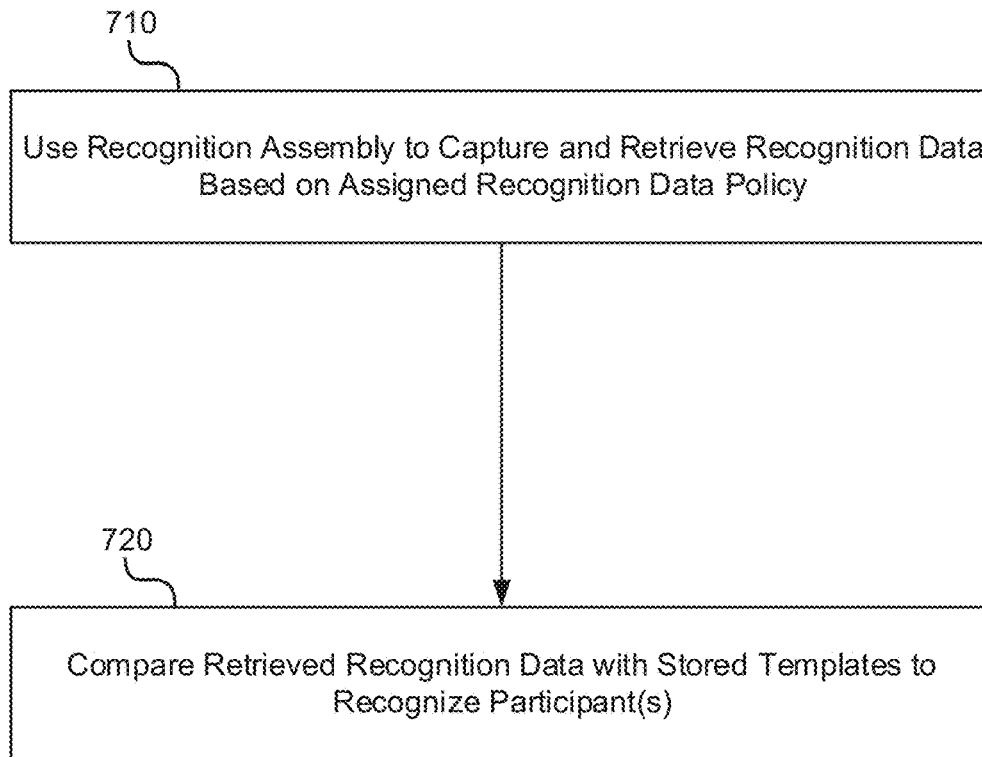 710
Use Recognition Assembly to Capture and Retrieve Recognition Data
Based on Assigned Recognition Data Policy
720
Compare Retrieved Recognition Data with Stored Templates to
Recognize Participant(s)